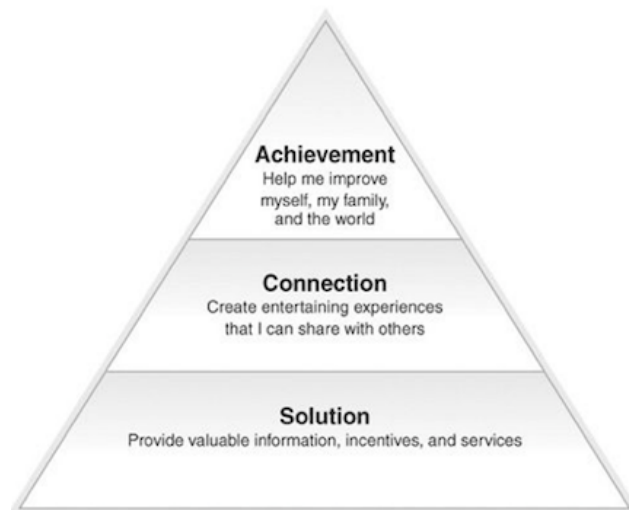 Achievement
Help me improve
myself, my family,
and the world
Connection
Create entertaining experiences
that I can share with others
Solution
Provide valuable information, incentives, and services